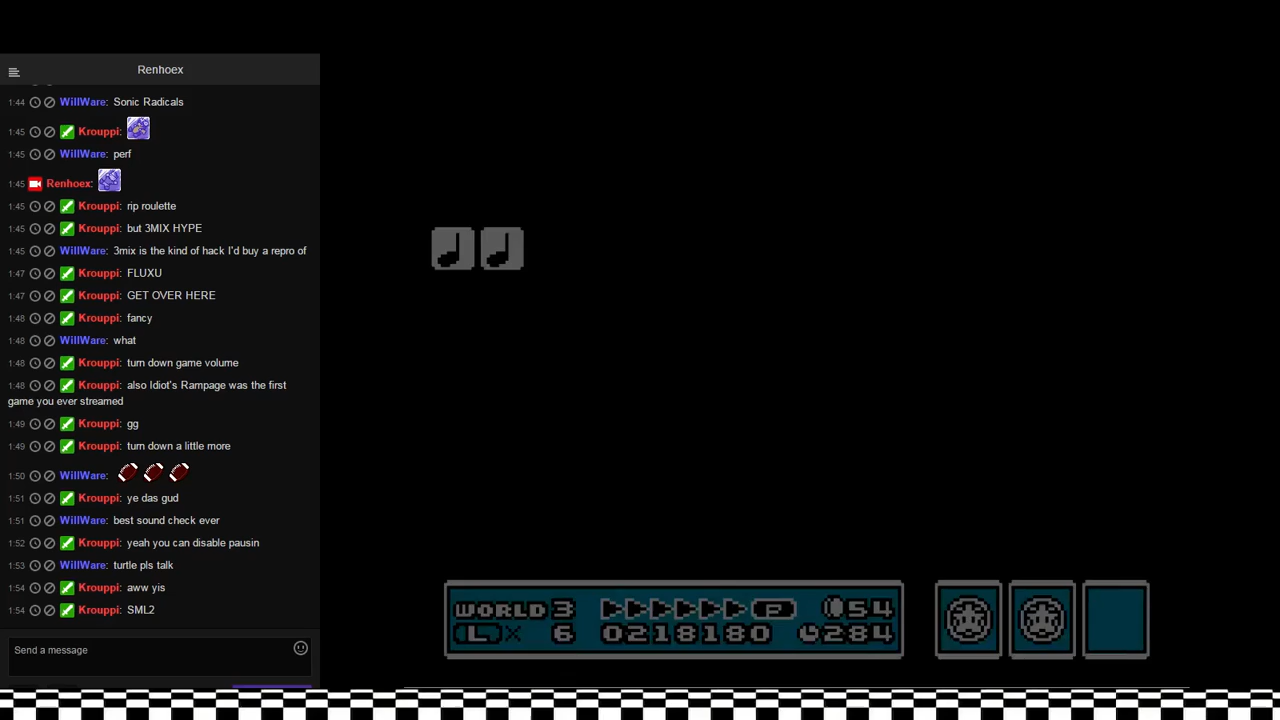 Renhoex
1:44 WillWare: Sonic Radicals
1:45 Krouppi:
1:45 WillWare: perf
1:45 Renhoex:
1:45 Krouppi: rip roulette
1:45 Krouppi: but 3MIX HYPE
1:45 WillWare: 3mix is the kind of hack I'd buy a repro of
1:47 Krouppi: FLUXU
1:47 Krouppi: GET OVER HERE
1:48 Krouppi: fancy
1:48 WillWare: what
1:48 Krouppi: turn down game volume
1:48 Krouppi: also Idiot's Rampage was the first
game you ever streamed
1:49 Krouppi: gg
1:49 Krouppi: turn down a little more
1:50 WillWare:
1:51 Krouppi: ye das gud
1:51 WillWare: best sound check ever
1:52 Krouppi: yeah you can disable pausin
1:53 WillWare: turtle pls talk
1:54 Krouppi: aww yis
1:54 Krouppi: SML2
Send a message
WORLD 3 P 54
L x 6 0218180 284